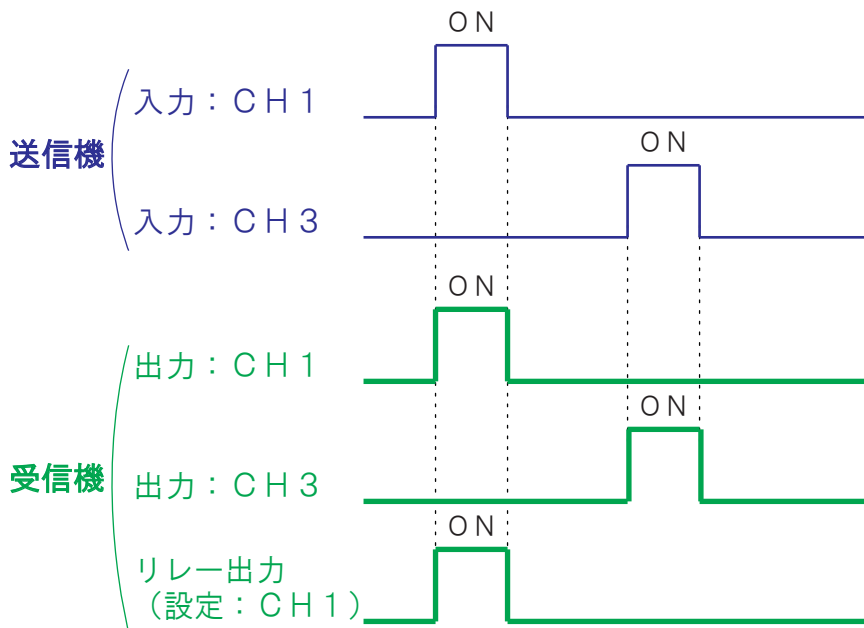 ON
入力：ＣＨ１
送信機
ON
入力：ＣＨ３
ON
出力：ＣＨ１
ON
受信機
出力：ＣＨ３
ON
リレー出力
（設定：ＣＨ１）